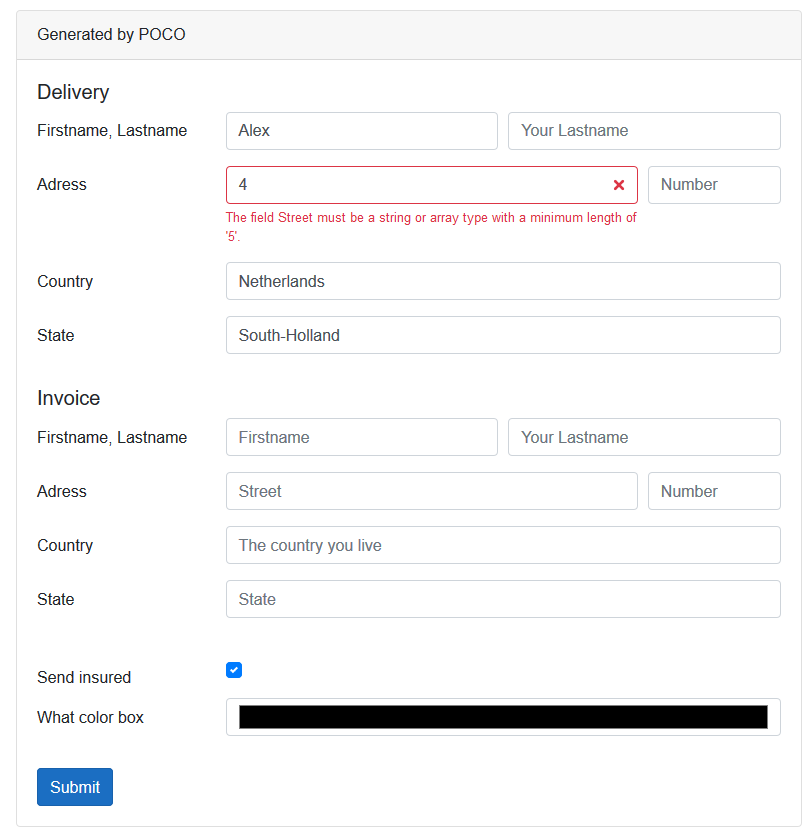 Generated by POCO
Delivery
Firstname, Lastname Alex Your Lastname
Adress 4 Number
The field Street must be a string or array type with a minimum length of
'5'.
Country Netherlands
State South-Holland
Invoice
Firstname, Lastname Firstname Your Lastname
Adress Street Number
Country The country you live
State State
Send insured
What color box
Submit